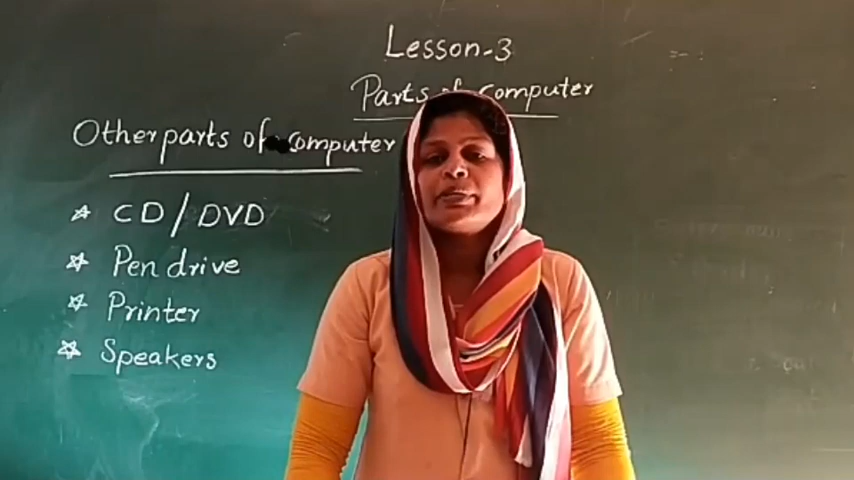 Lesson-3
Parts of computer
Other parts of computer
☆ CD/DVD
☆ Pen drive
☆ Printer
☆ Speakers